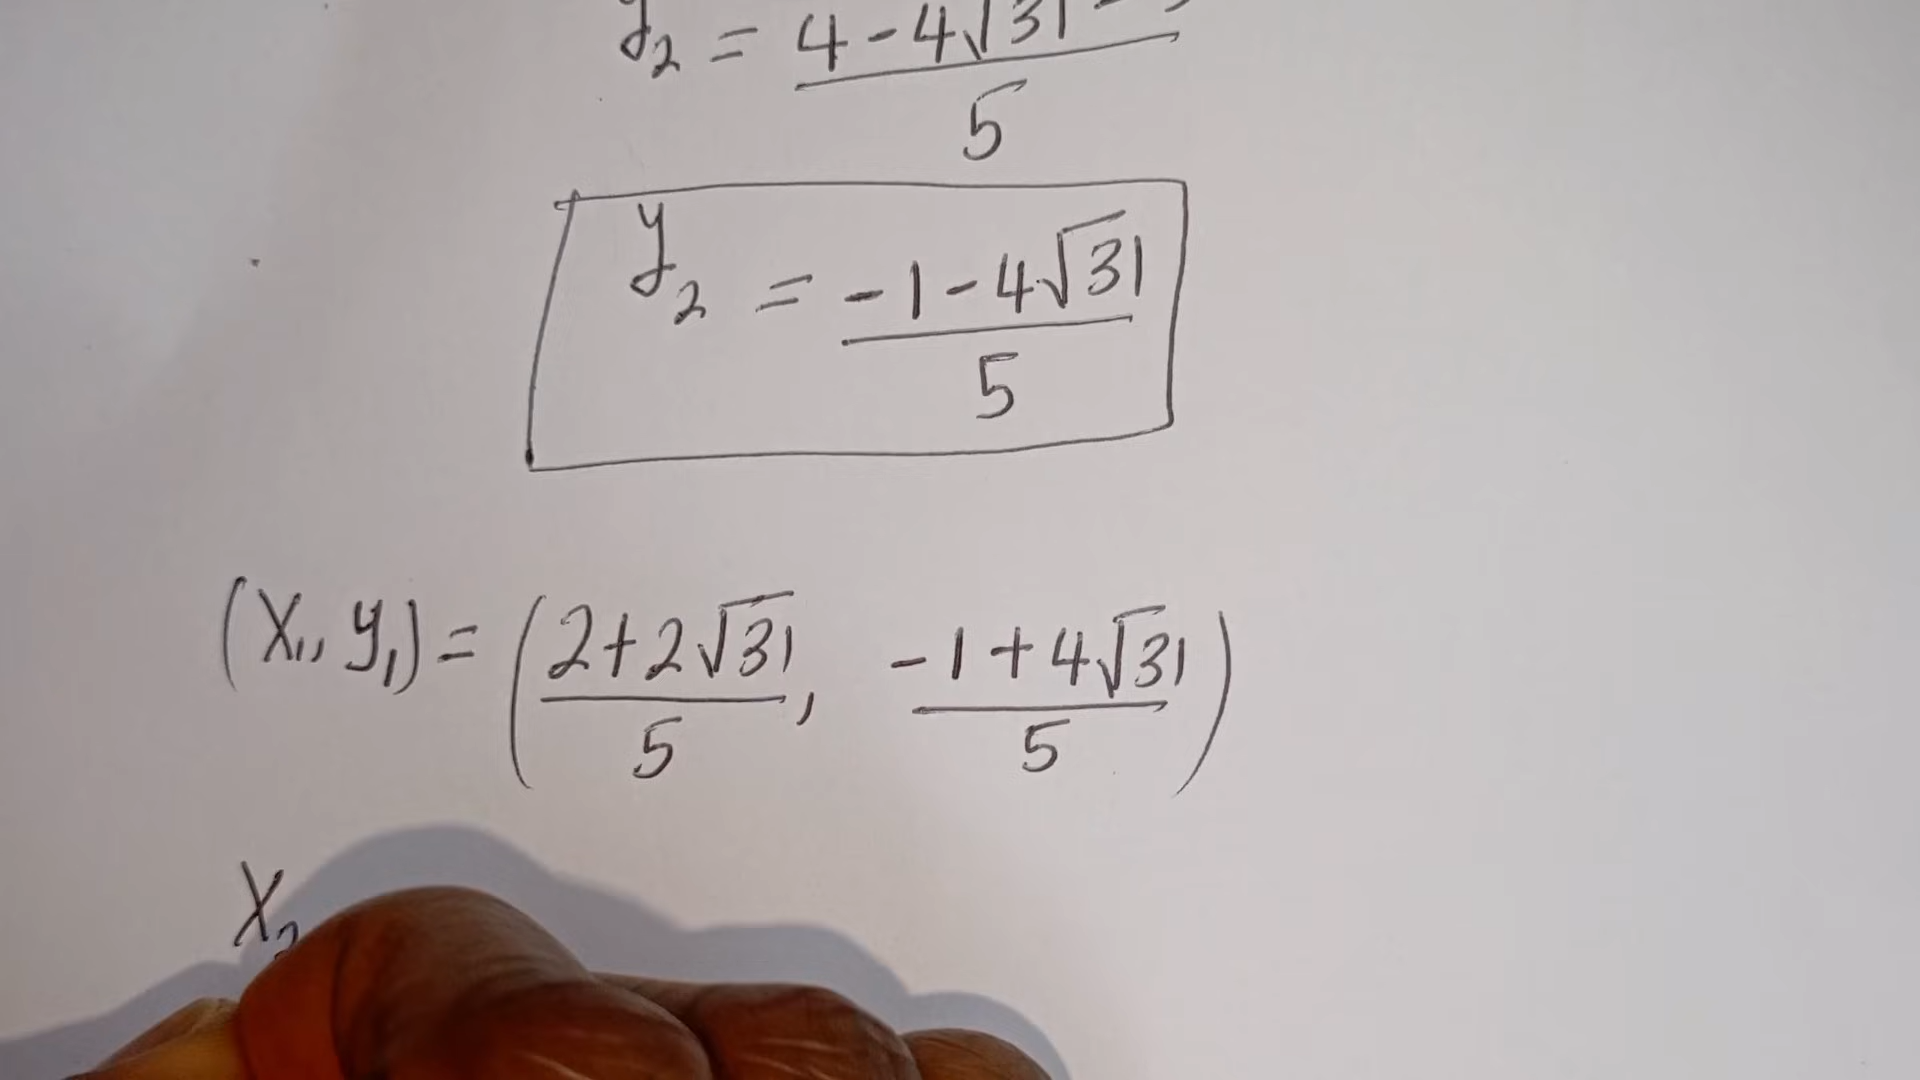 y₂ = (4 - 4√31 - 5)/5
y₂ = (-1 - 4√31)/5
(x₁, y₁) = ((2 + 2√31)/5, (-1 + 4√31)/5)
x₂